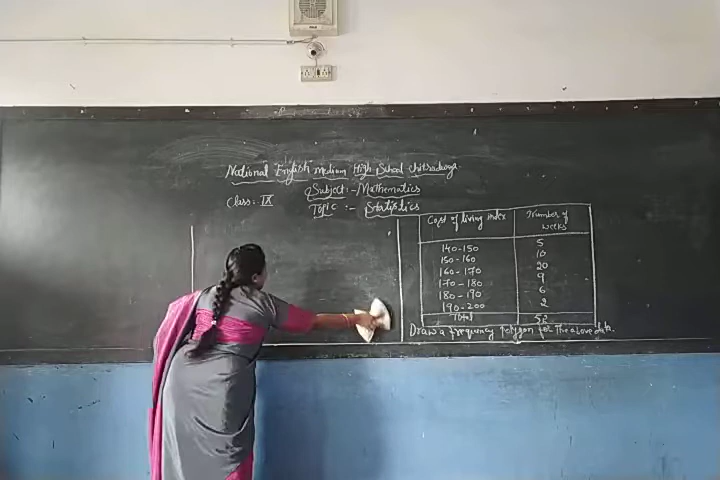 National English medium High School Chitradurga
Subject:- Mathematics
Class: IX
Topic :- Statistics
Cost of living index Number of weeks
140-150 5
150-160 10
160-170 20
170-180 9
180-190 6
190-200 2
Total 52
Draw a frequency polygon for the above data.